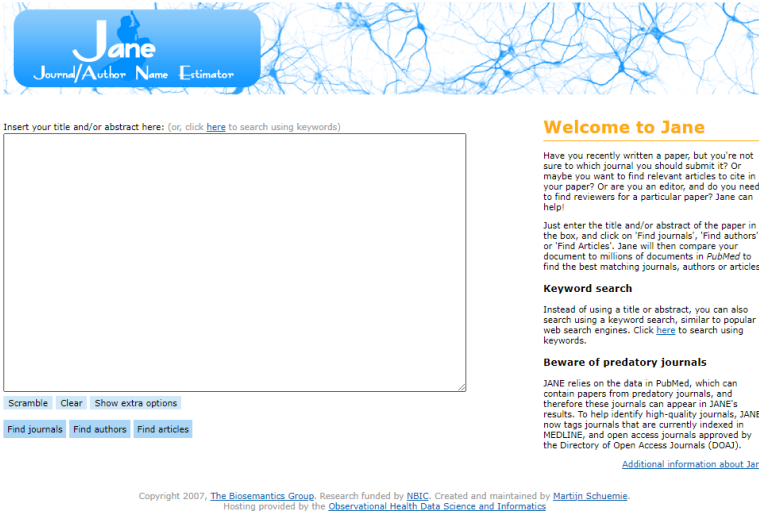 Jane
Journal/Author Name Estimator
Insert your title and/or abstract here: (or, click here to search using keywords)
Scramble Clear Show extra options
Find journals Find authors Find articles
Welcome to Jane
Have you recently written a paper, but you're not
sure to which journal you should submit it? Or
maybe you want to find relevant articles to cite in
your paper? Or are you an editor, and do you need
to find reviewers for a particular paper? Jane can
help!
Just enter the title and/or abstract of the paper in
the box, and click on 'Find journals', 'Find authors'
or 'Find Articles'. Jane will then compare your
document to millions of documents in PubMed to
find the best matching journals, authors or articles
Keyword search
Instead of using a title or abstract, you can also
search using a keyword search, similar to popular
web search engines. Click here to search using
keywords.
Beware of predatory journals
JANE relies on the data in PubMed, which can
contain papers from predatory journals, and
therefore these journals can appear in JANE's
results. To help identify high-quality journals, JANE
now tags journals that are currently indexed in
MEDLINE, and open access journals approved by
the Directory of Open Access Journals (DOAJ).
Additional information about Jan
Copyright 2007, The Biosemantics Group. Research funded by NBIC. Created and maintained by Martijn Schuemie.
Hosting provided by the Observational Health Data Science and Informatics